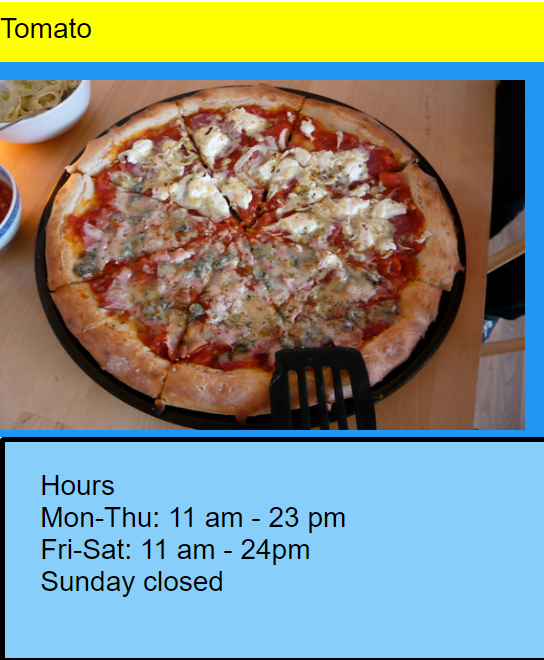 Tomato
Hours
Mon-Thu: 11 am - 23 pm
Fri-Sat: 11 am - 24pm
Sunday closed